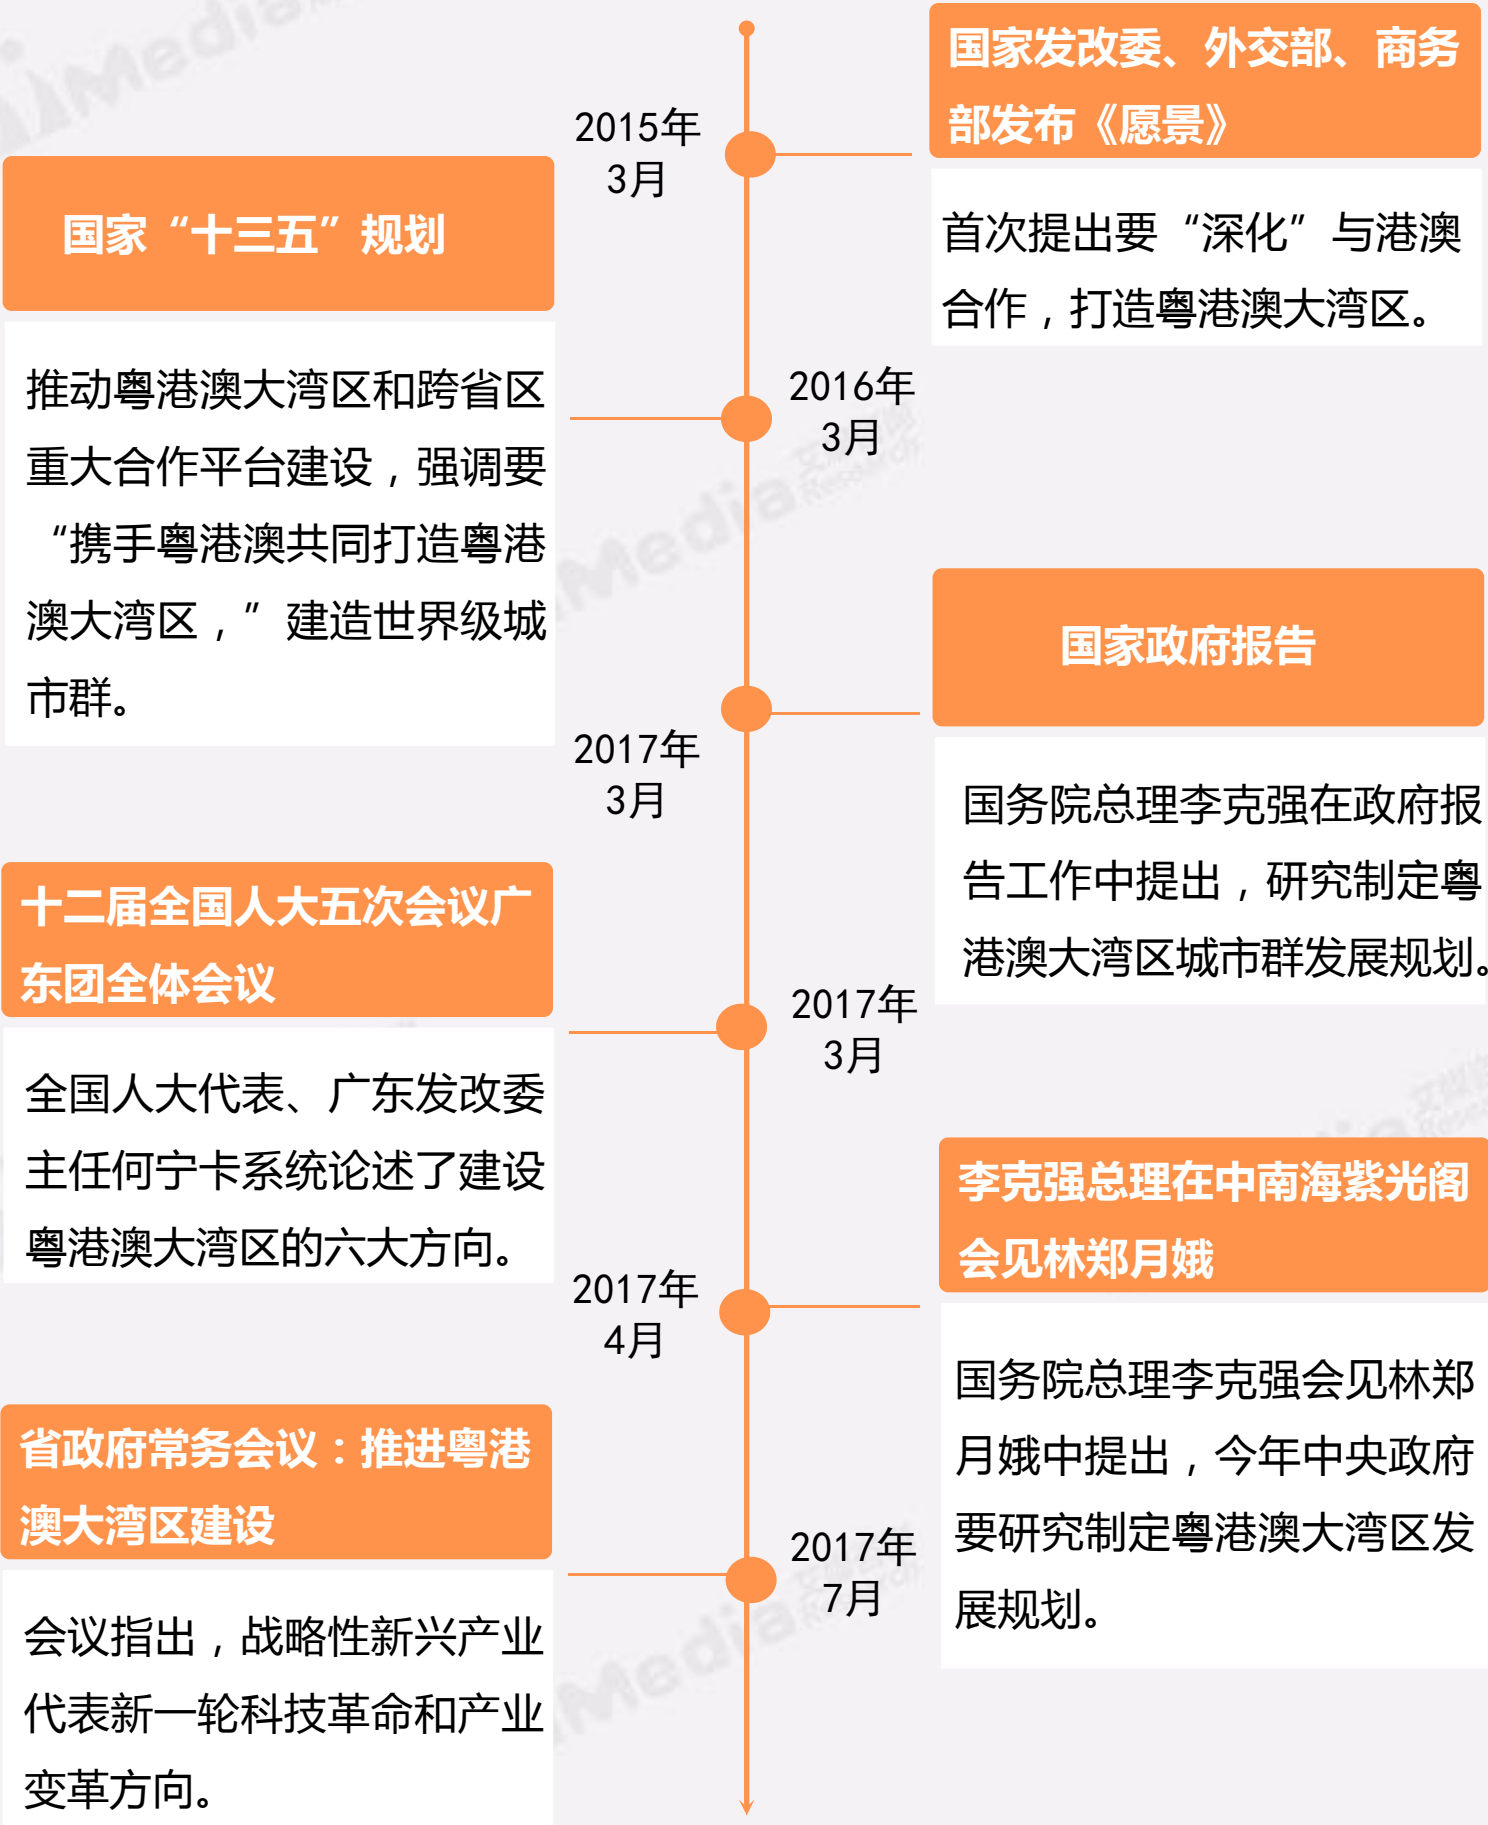 2015年
3月
国家发改委、外交部、商务
部发布《愿景》
首次提出要“深化”与港澳
合作，打造粤港澳大湾区。
国家“十三五”规划
推动粤港澳大湾区和跨省区
重大合作平台建设，强调要
“携手粤港澳共同打造粤港
澳大湾区，”建造世界级城
市群。
2016年
3月
2017年
3月
国家政府报告
国务院总理李克强在政府报
告工作中提出，研究制定粤
港澳大湾区城市群发展规划。
十二届全国人大五次会议广
东团全体会议
全国人大代表、广东发改委
主任何宁卡系统论述了建设
粤港澳大湾区的六大方向。
2017年
3月
2017年
4月
李克强总理在中南海紫光阁
会见林郑月娥
国务院总理李克强会见林郑
月娥中提出，今年中央政府
要研究制定粤港澳大湾区发
展规划。
省政府常务会议：推进粤港
澳大湾区建设
会议指出，战略性新兴产业
代表新一轮科技革命和产业
变革方向。
2017年
7月
iiMedia
iMedia
Research
iMedia